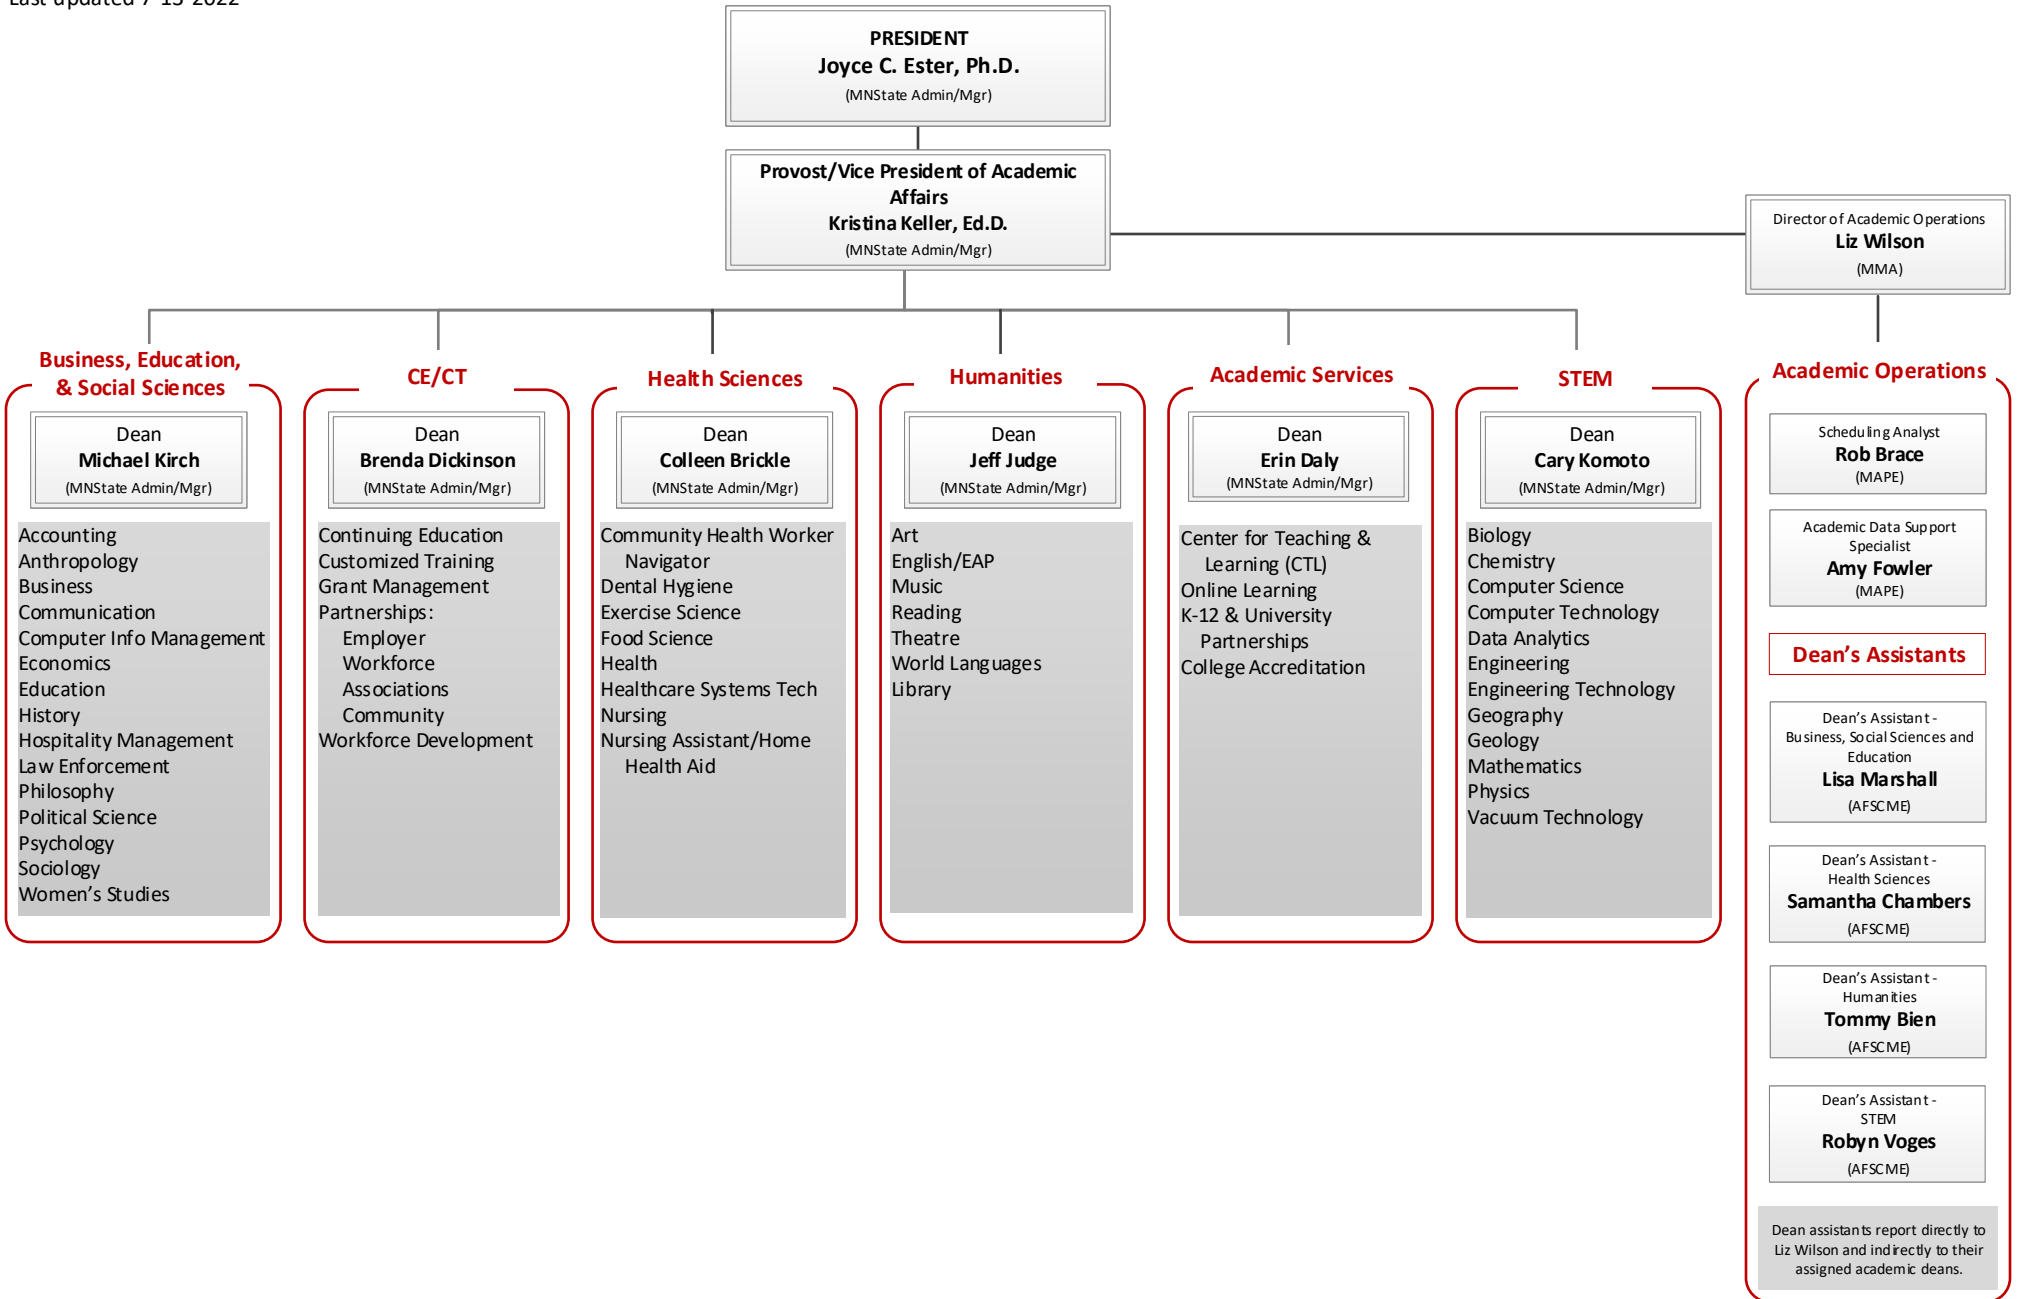 Last updated 7-13-2022
PRESIDENT
Joyce C. Ester, Ph.D.
(MNState Admin/Mgr)
Provost/Vice President of Academic
Affairs
Kristina Keller, Ed.D.
(MNState Admin/Mgr)
Director of Academic Operations
Liz Wilson
(MMA)
Business, Education,
& Social Sciences
Dean
Michael Kirch
(MNState Admin/Mgr)
Accounting
Anthropology
Business
Communication
Computer Info Management
Economics
Education
History
Hospitality Management
Law Enforcement
Philosophy
Political Science
Psychology
Sociology
Women’s Studies
CE/CT
Dean
Brenda Dickinson
(MNState Admin/Mgr)
Continuing Education
Customized Training
Grant Management
Partnerships:
Employer
Workforce
Associations
Community
Workforce Development
Health Sciences
Dean
Colleen Brickle
(MNState Admin/Mgr)
Community Health Worker
Navigator
Dental Hygiene
Exercise Science
Food Science
Health
Healthcare Systems Tech
Nursing
Nursing Assistant/Home
Health Aid
Humanities
Dean
Jeff Judge
(MNState Admin/Mgr)
Art
English/EAP
Music
Reading
Theatre
World Languages
Library
Academic Services
Dean
Erin Daly
(MNState Admin/Mgr)
Center for Teaching &
Learning (CTL)
Online Learning
K-12 & University
Partnerships
College Accreditation
STEM
Dean
Cary Komoto
(MNState Admin/Mgr)
Biology
Chemistry
Computer Science
Computer Technology
Data Analytics
Engineering
Engineering Technology
Geography
Geology
Mathematics
Physics
Vacuum Technology
Academic Operations
Scheduling Analyst
Rob Brace
(MAPE)
Academic Data Support
Specialist
Amy Fowler
(MAPE)
Dean’s Assistants
Dean’s Assistant -
Business, Social Sciences and
Education
Lisa Marshall
(AFSCME)
Dean’s Assistant -
Health Sciences
Samantha Chambers
(AFSCME)
Dean’s Assistant -
Humanities
Tommy Bien
(AFSCME)
Dean’s Assistant -
STEM
Robyn Voges
(AFSCME)
Dean assistants report directly to
Liz Wilson and indirectly to their
assigned academic deans.